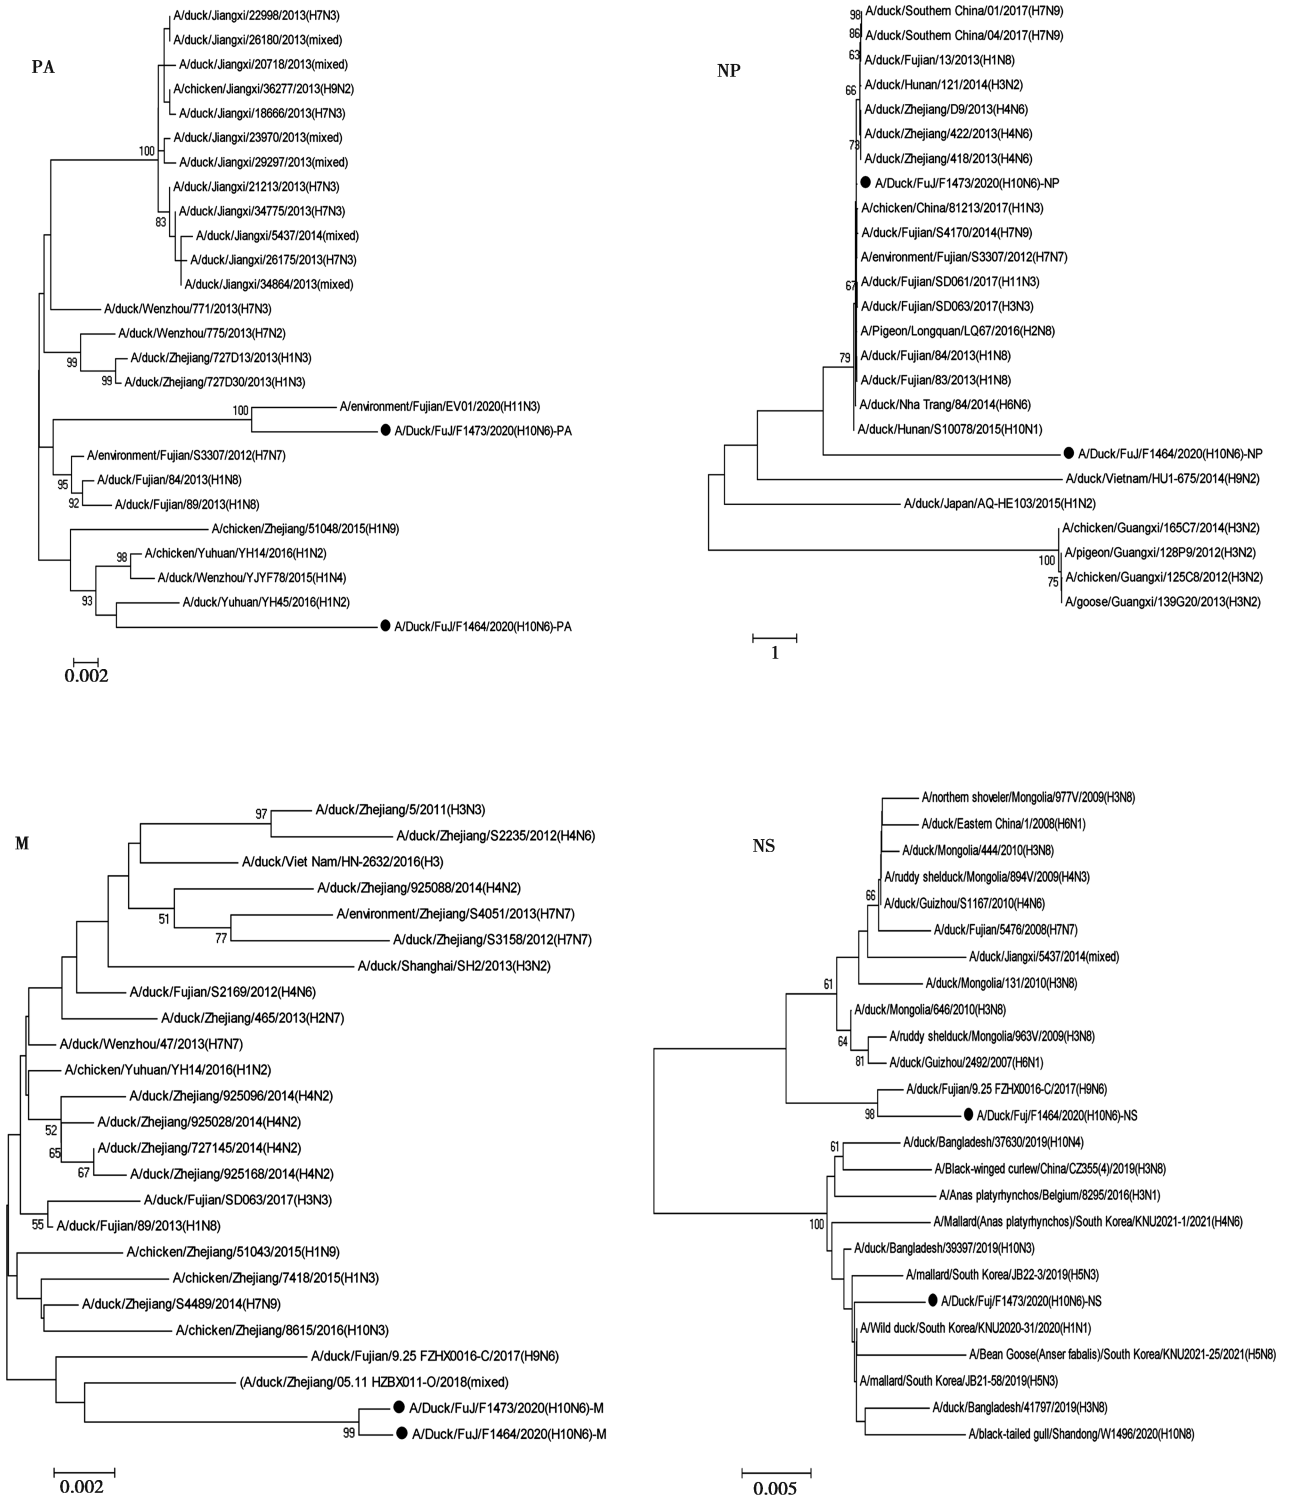 PA
A/duck/Jiangxi/22998/2013(H7N3)
A/duck/Jiangxi/26180/2013(mixed)
A/duck/Jiangxi/20718/2013(mixed)
A/chicken/Jiangxi/36277/2013(H9N2)
A/duck/Jiangxi/18666/2013(H7N3)
A/duck/Jiangxi/23970/2013(mixed)
100
A/duck/Jiangxi/29297/2013(mixed)
A/duck/Jiangxi/21213/2013(H7N3)
A/duck/Jiangxi/34775/2013(H7N3)
83
A/duck/Jiangxi/5437/2014(mixed)
A/duck/Jiangxi/26175/2013(H7N3)
A/duck/Jiangxi/34864/2013(mixed)
A/duck/Wenzhou/771/2013(H7N3)
A/duck/Wenzhou/775/2013(H7N2)
99
A/duck/Zhejiang/727D13/2013(H1N3)
99
A/duck/Zhejiang/727D30/2013(H1N3)
A/environment/Fujian/EV01/2020(H11N3)
100
A/Duck/FuJ/F1473/2020(H10N6)-PA
A/environment/Fujian/S3307/2012(H7N7)
95
A/duck/Fujian/84/2013(H1N8)
92
A/duck/Fujian/89/2013(H1N8)
A/chicken/Zhejiang/51048/2015(H1N9)
A/chicken/Yuhuan/YH14/2016(H1N2)
98
A/duck/Wenzhou/YJYF78/2015(H1N4)
93
A/duck/Yuhuan/YH45/2016(H1N2)
A/Duck/FuJ/F1464/2020(H10N6)-PA
0.002
NP
98
A/duck/Southern China/01/2017(H7N9)
86
A/duck/Southern China/04/2017(H7N9)
63
A/duck/Fujian/13/2013(H1N8)
66
A/duck/Hunan/121/2014(H3N2)
A/duck/Zhejiang/D9/2013(H4N6)
A/duck/Zhejiang/422/2013(H4N6)
73
A/duck/Zhejiang/418/2013(H4N6)
A/Duck/FuJ/F1473/2020(H10N6)-NP
A/chicken/China/81213/2017(H1N3)
A/duck/Fujian/S4170/2014(H7N9)
A/environment/Fujian/S3307/2012(H7N7)
67
A/duck/Fujian/SD061/2017(H11N3)
A/duck/Fujian/SD063/2017(H3N3)
A/Pigeon/Longquan/LQ67/2016(H2N8)
79
A/duck/Fujian/84/2013(H1N8)
A/duck/Fujian/83/2013(H1N8)
A/duck/Nha Trang/84/2014(H6N6)
A/duck/Hunan/S10078/2015(H10N1)
A/Duck/FuJ/F1464/2020(H10N6)-NP
A/duck/Vietnam/HU1-675/2014(H9N2)
A/duck/Japan/AQ-HE103/2015(H1N2)
A/chicken/Guangxi/165C7/2014(H3N2)
A/pigeon/Guangxi/128P9/2012(H3N2)
100
A/chicken/Guangxi/125C8/2012(H3N2)
75
A/goose/Guangxi/139G20/2013(H3N2)
1
M
A/duck/Zhejiang/5/2011(H3N3)
97
A/duck/Zhejiang/S2235/2012(H4N6)
A/duck/Viet Nam/HN-2632/2016(H3)
A/duck/Zhejiang/925088/2014(H4N2)
51
A/environment/Zhejiang/S4051/2013(H7N7)
77
A/duck/Zhejiang/S3158/2012(H7N7)
A/duck/Shanghai/SH2/2013(H3N2)
A/duck/Fujian/S2169/2012(H4N6)
A/duck/Zhejiang/465/2013(H2N7)
A/duck/Wenzhou/47/2013(H7N7)
A/chicken/Yuhuan/YH14/2016(H1N2)
A/duck/Zhejiang/925096/2014(H4N2)
A/duck/Zhejiang/925028/2014(H4N2)
52
A/duck/Zhejiang/727145/2014(H4N2)
65
A/duck/Zhejiang/925168/2014(H4N2)
67
A/duck/Fujian/SD063/2017(H3N3)
55
A/duck/Fujian/89/2013(H1N8)
A/chicken/Zhejiang/51043/2015(H1N9)
A/chicken/Zhejiang/7418/2015(H1N3)
A/duck/Zhejiang/S4489/2014(H7N9)
A/chicken/Zhejiang/8615/2016(H10N3)
A/duck/Fujian/9.25 FZHX0016-C/2017(H9N6)
(A/duck/Zhejiang/05.11 HZBX011-O/2018(mixed)
A/Duck/FuJ/F1473/2020(H10N6)-M
99
A/Duck/FuJ/F1464/2020(H10N6)-M
0.002
NS
A/northern shoveler/Mongolia/977V/2009(H3N8)
A/duck/Eastern China/1/2008(H6N1)
A/duck/Mongolia/444/2010(H3N8)
A/ruddy shelduck/Mongolia/894V/2009(H4N3)
66
A/duck/Guizhou/S1167/2010(H4N6)
A/duck/Fujian/5476/2008(H7N7)
A/duck/Jiangxi/5437/2014(mixed)
61
A/duck/Mongolia/131/2010(H3N8)
A/duck/Mongolia/646/2010(H3N8)
64
A/ruddy shelduck/Mongolia/963V/2009(H3N8)
81
A/duck/Guizhou/2492/2007(H6N1)
A/duck/Fujian/9.25 FZHX0016-C/2017(H9N6)
98
A/Duck/Fuj/F1464/2020(H10N6)-NS
A/duck/Bangladesh/37630/2019(H10N4)
61
A/Black-winged curlew/China/CZ355(4)/2019(H3N8)
A/Anas platyrhynchos/Belgium/8295/2016(H3N1)
100
A/Mallard(Anas platyrhynchos)/South Korea/KNU2021-1/2021(H4N6)
A/duck/Bangladesh/39397/2019(H10N3)
A/mallard/South Korea/JB22-3/2019(H5N3)
A/Duck/Fuj/F1473/2020(H10N6)-NS
A/Wild duck/South Korea/KNU2020-31/2020(H1N1)
A/Bean Goose(Anser fabalis)/South Korea/KNU2021-25/2021(H5N8)
A/mallard/South Korea/JB21-58/2019(H5N3)
A/duck/Bangladesh/41797/2019(H3N8)
A/black-tailed gull/Shandong/W1496/2020(H10N8)
0.005